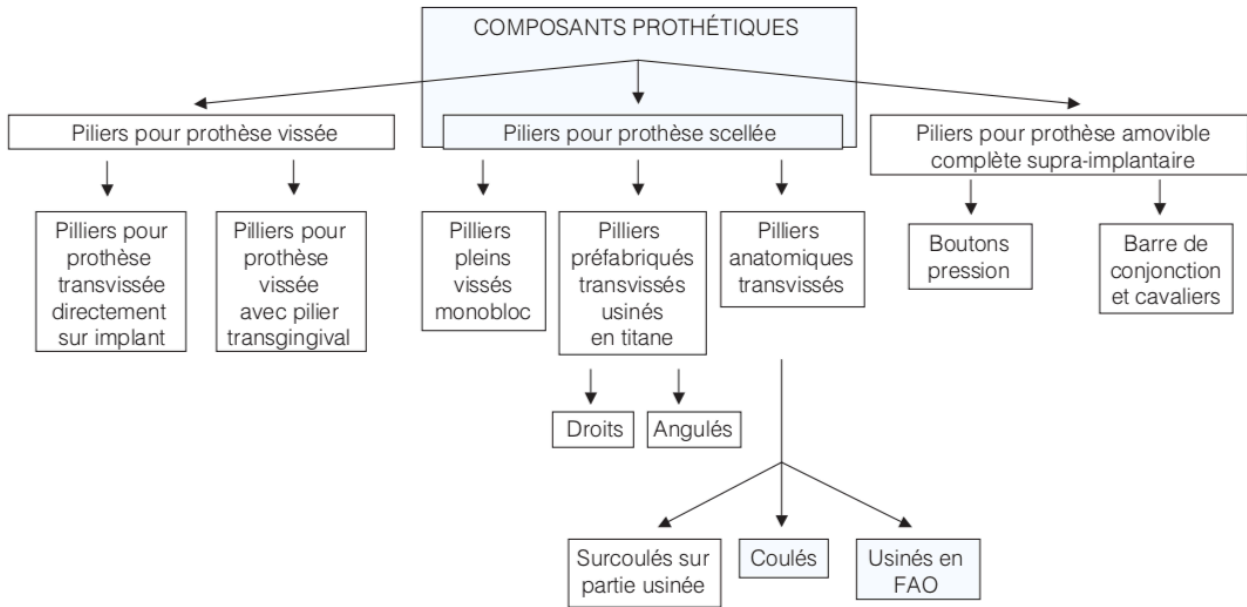 COMPOSANTS PROTHÉTIQUES
Piliers pour prothèse vissée
Piliers pour prothèse scellée
Piliers pour prothèse amovible
complète supra-implantaire
Pilliers pour
prothèse
transvissée
directement
sur implant
Pilliers pour
prothèse
vissée
avec pilier
transgingival
Pilliers
pleins
vissés
monobloc
Pilliers
préfabriqués
transvissés
usinés
en titane
Pilliers
anatomiques
transvissés
Boutons
pression
Barre de
conjonction
et cavaliers
Droits
Angulés
Surcoulés sur
partie usinée
Coulés
Usinés en
FAO